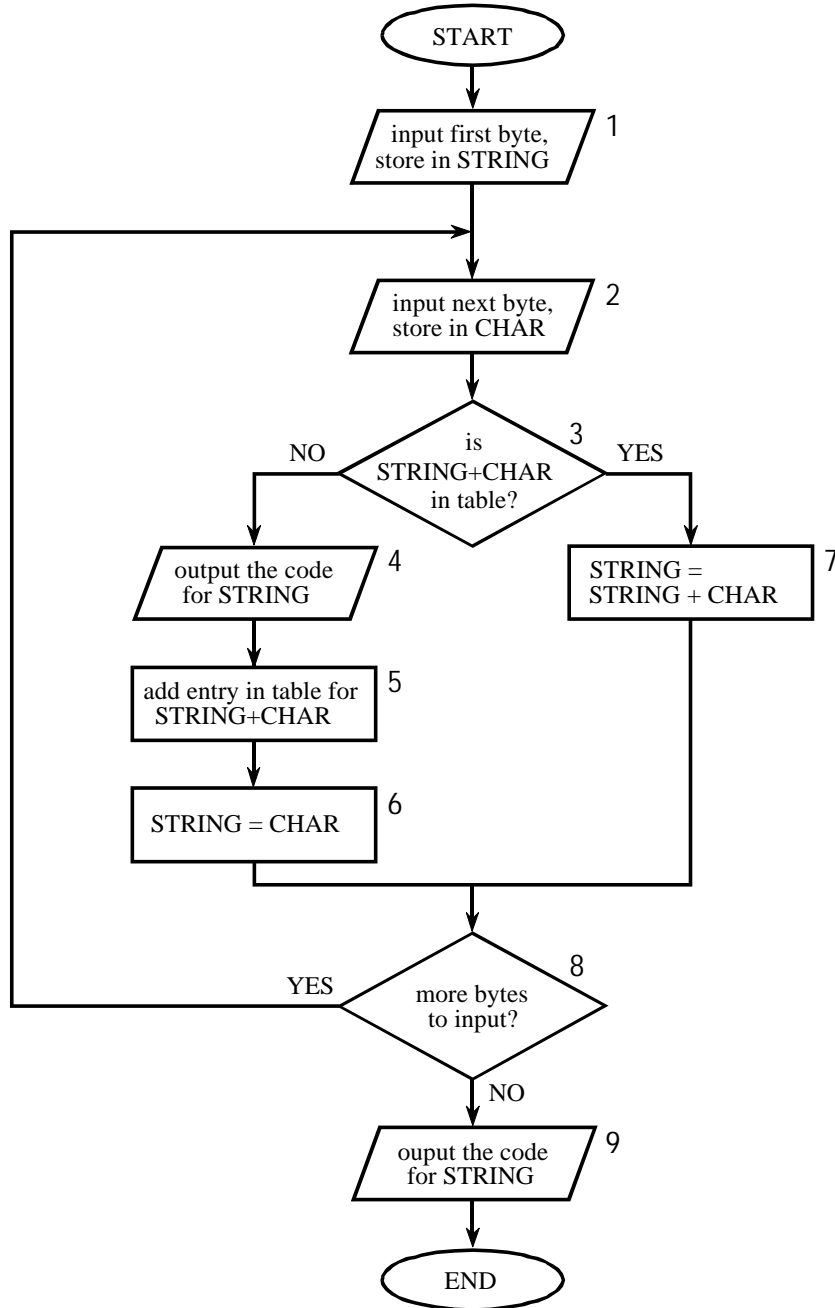 START
1
input first byte,
store in STRING
2
input next byte,
store in CHAR
3
is
STRING+CHAR
in table?
NO
YES
4
output the code
for STRING
7
STRING =
STRING + CHAR
5
add entry in table for
STRING+CHAR
6
STRING = CHAR
8
more bytes
to input?
YES
NO
9
ouput the code
for STRING
END